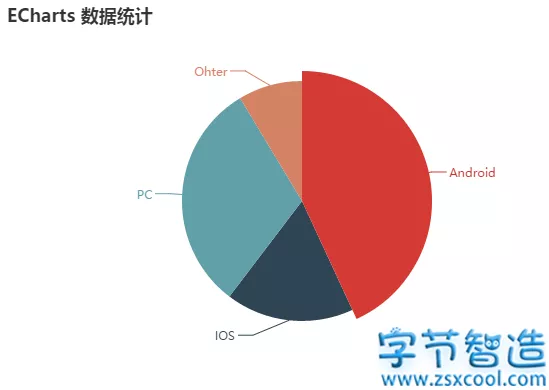 ECharts 数据统计
Ohter
Android
PC
IOS
字节智造
www.zsxcool.com